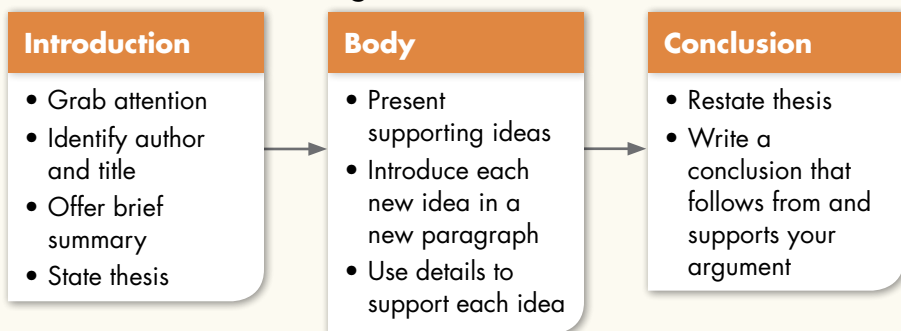 Introduction
• Grab attention
• Identify author
and title
• Offer brief
summary
• State thesis
Body
• Present
supporting ideas
• Introduce each
new idea in a
new paragraph
• Use details to
support each idea
Conclusion
• Restate thesis
• Write a
conclusion that
follows from and
supports your
argument